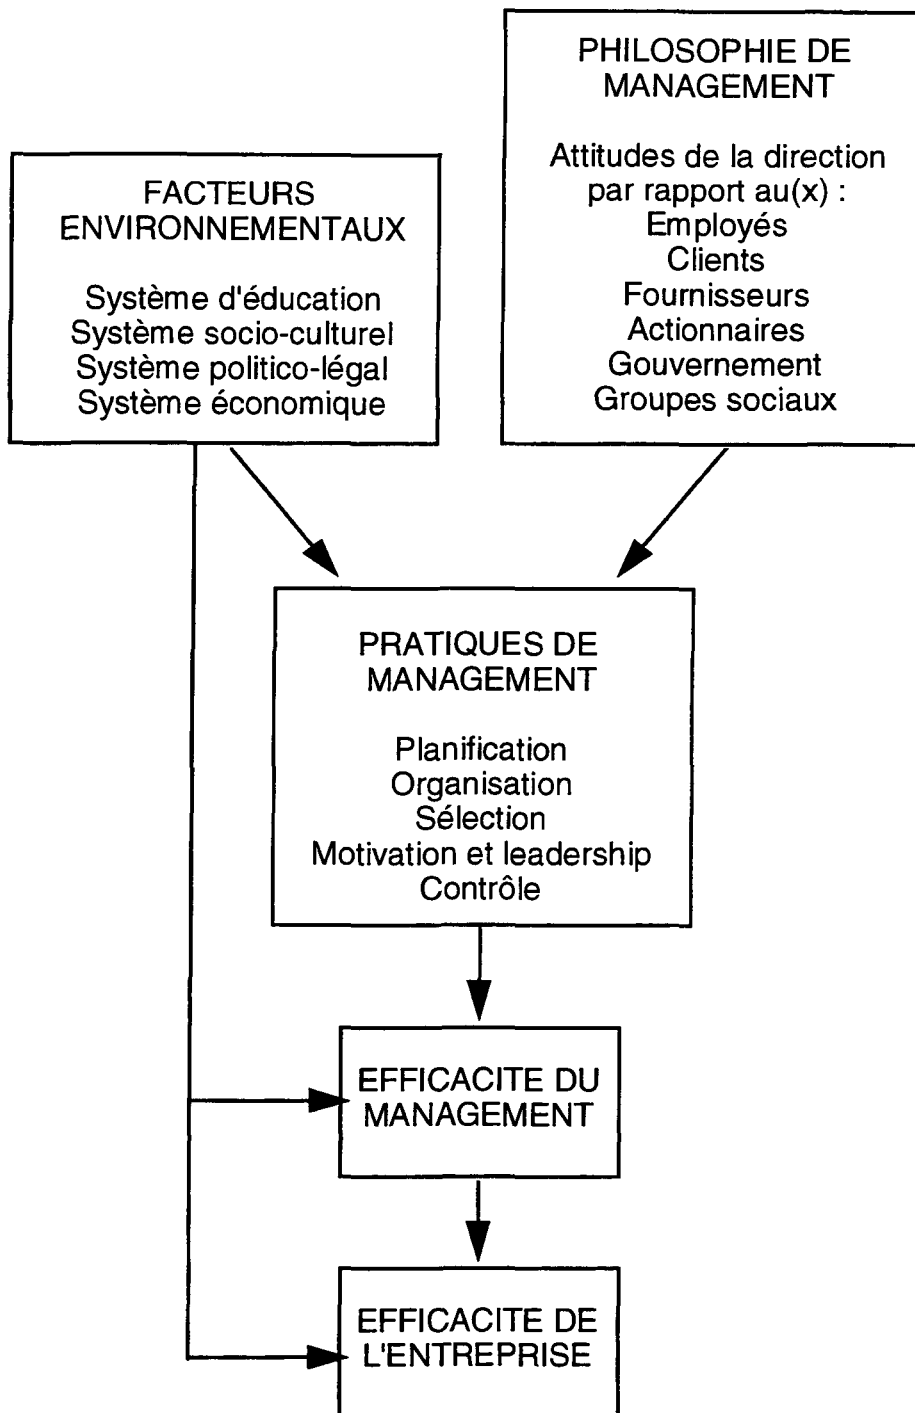 PHILOSOPHIE DE
MANAGEMENT
Attitudes de la direction
par rapport au(x) :
Employés
Clients
Fournisseurs
Actionnaires
Gouvernement
Groupes sociaux
FACTEURS
ENVIRONNEMENTAUX
Système d'éducation
Système socio-culturel
Système politico-légal
Système économique
PRATIQUES DE
MANAGEMENT
Planification
Organisation
Sélection
Motivation et leadership
Contrôle
EFFICACITE DU
MANAGEMENT
EFFICACITE DE
L'ENTREPRISE